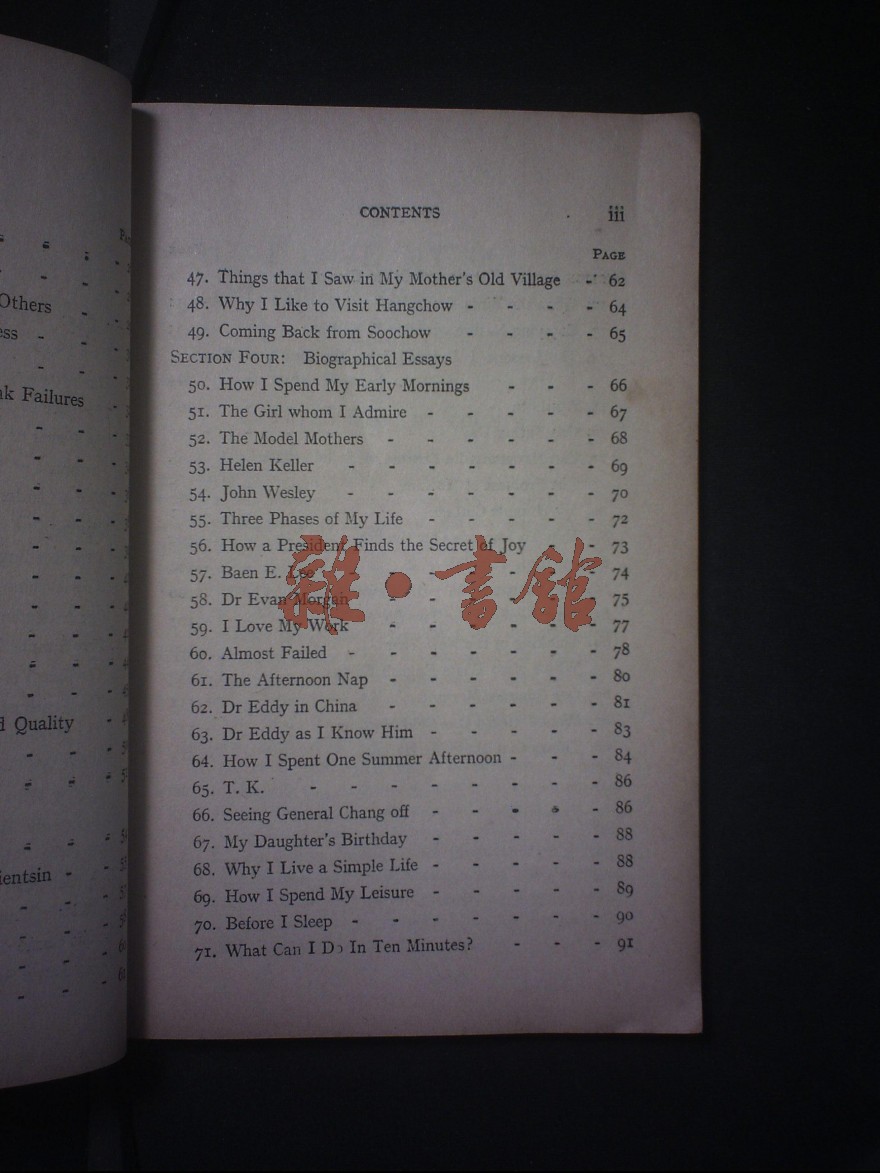 Others
ess -
ak Failures
d Quality
ientsin -
CONTENTS iii
PAGE
47. Things that I Saw in My Mother's Old Village - 62
48. Why I Like to Visit Hangchow - - - - 64
49. Coming Back from Soochow - - - - 65
SECTION FOUR: Biographical Essays
50. How I Spend My Early Mornings - - - 66
51. The Girl whom I Admire - - - - - 67
52. The Model Mothers - - - - - - 68
53. Helen Keller - - - - - - - 69
54. John Wesley - - - - - - - 70
55. Three Phases of My Life - - - - - 72
56. How a President Finds the Secret of Joy - - 73
57. Baen E. Lee - - - - - - - 74
58. Dr Evan Morgan - - - - - - 75
59. I Love My Work - - - - - - 77
60. Almost Failed - - - - - - - 78
61. The Afternoon Nap - - - - - - 80
62. Dr Eddy in China - - - - - - 81
63. Dr Eddy as I Know Him - - - - - 83
64. How I Spent One Summer Afternoon - - - 84
65. T. K. - - - - - - - - 86
66. Seeing General Chang off - - - - - 86
67. My Daughter's Birthday - - - - - 88
68. Why I Live a Simple Life - - - - - 88
69. How I Spend My Leisure - - - - - 89
70. Before I Sleep - - - - - - - 90
71. What Can I Do In Ten Minutes? - - - 91
雜·書館